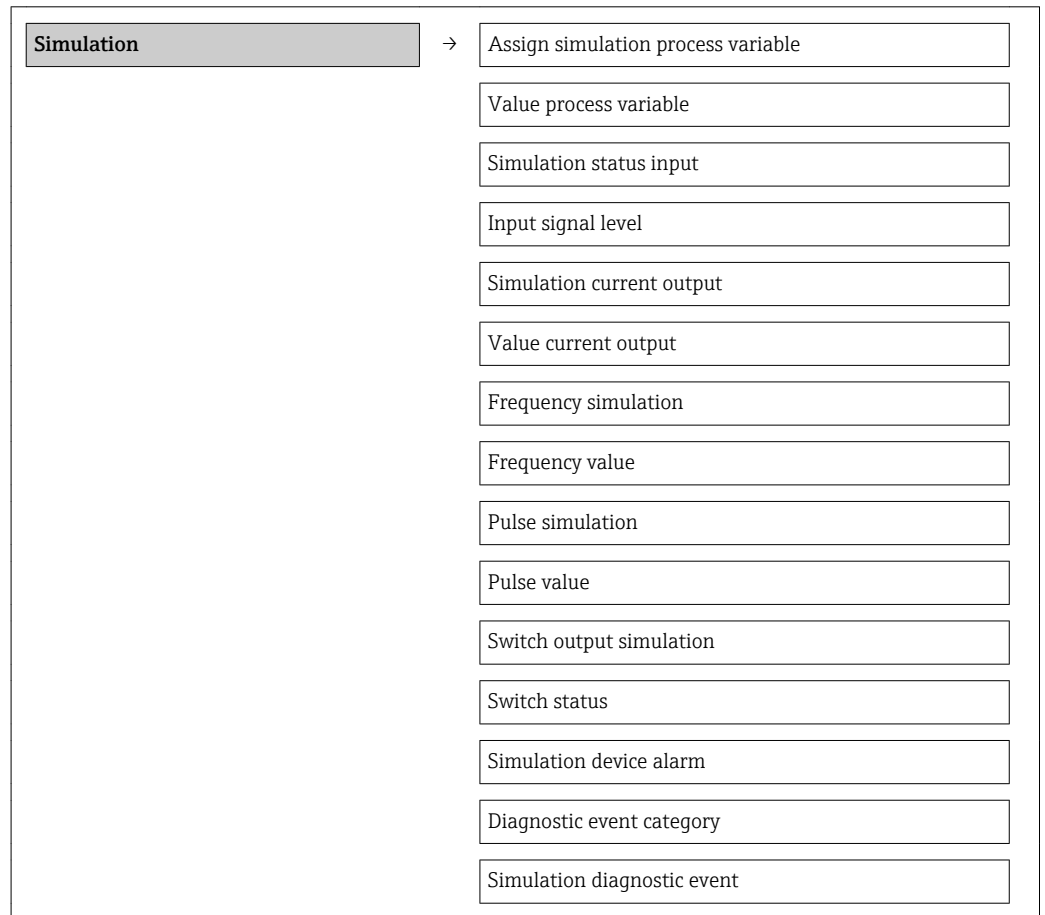 Simulation → Assign simulation process variable
Value process variable
Simulation status input
Input signal level
Simulation current output
Value current output
Frequency simulation
Frequency value
Pulse simulation
Pulse value
Switch output simulation
Switch status
Simulation device alarm
Diagnostic event category
Simulation diagnostic event